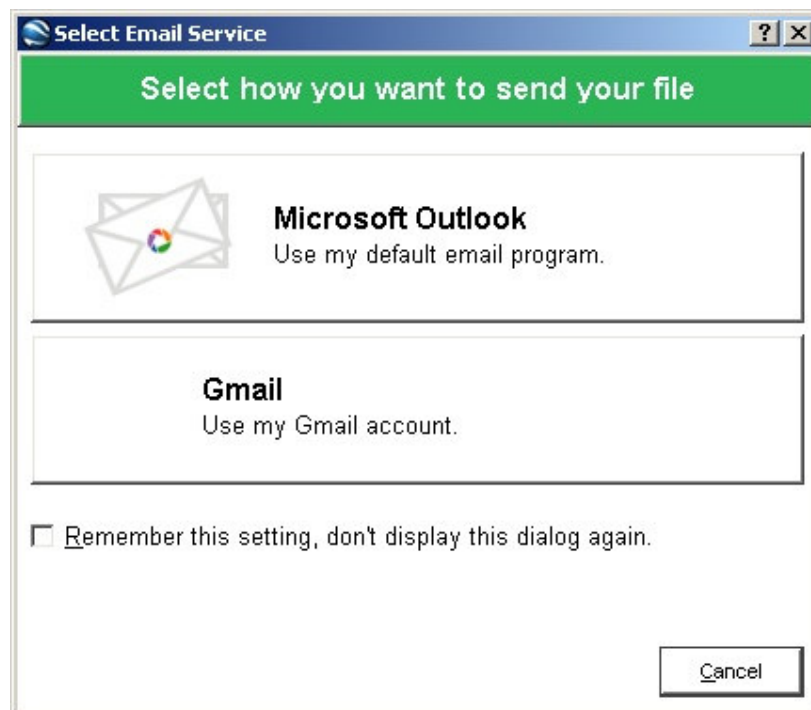 Select Email Service
Select how you want to send your file
Microsoft Outlook
Use my default email program.
Gmail
Use my Gmail account.
Remember this setting, don't display this dialog again.
Cancel